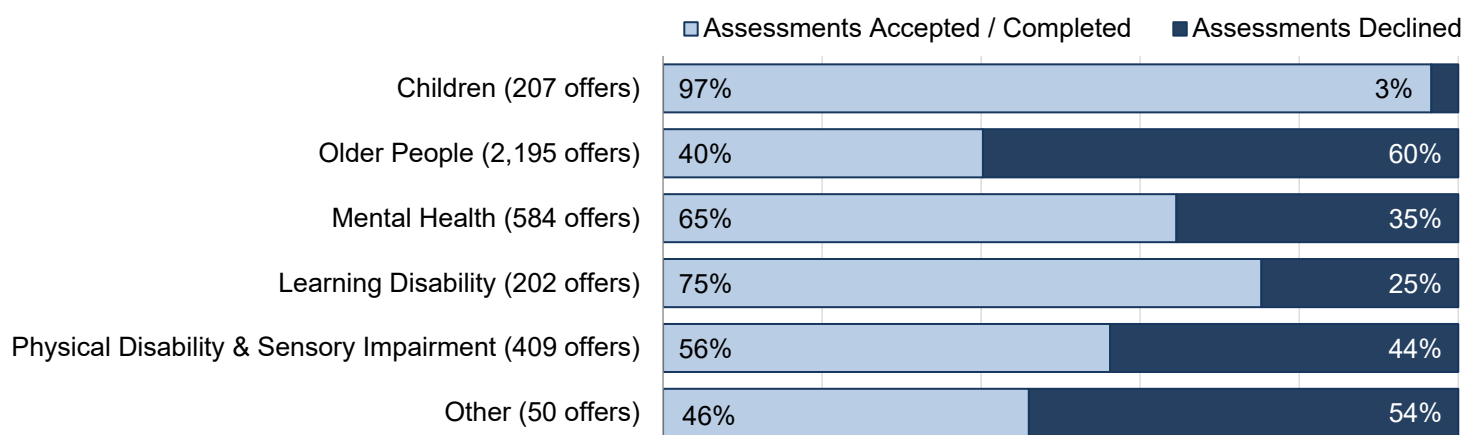 Assessments Accepted / Completed Assessments Declined
Children (207 offers) 97% 3%
Older People (2,195 offers) 40% 60%
Mental Health (584 offers) 65% 35%
Learning Disability (202 offers) 75% 25%
Physical Disability & Sensory Impairment (409 offers) 56% 44%
Other (50 offers) 46% 54%